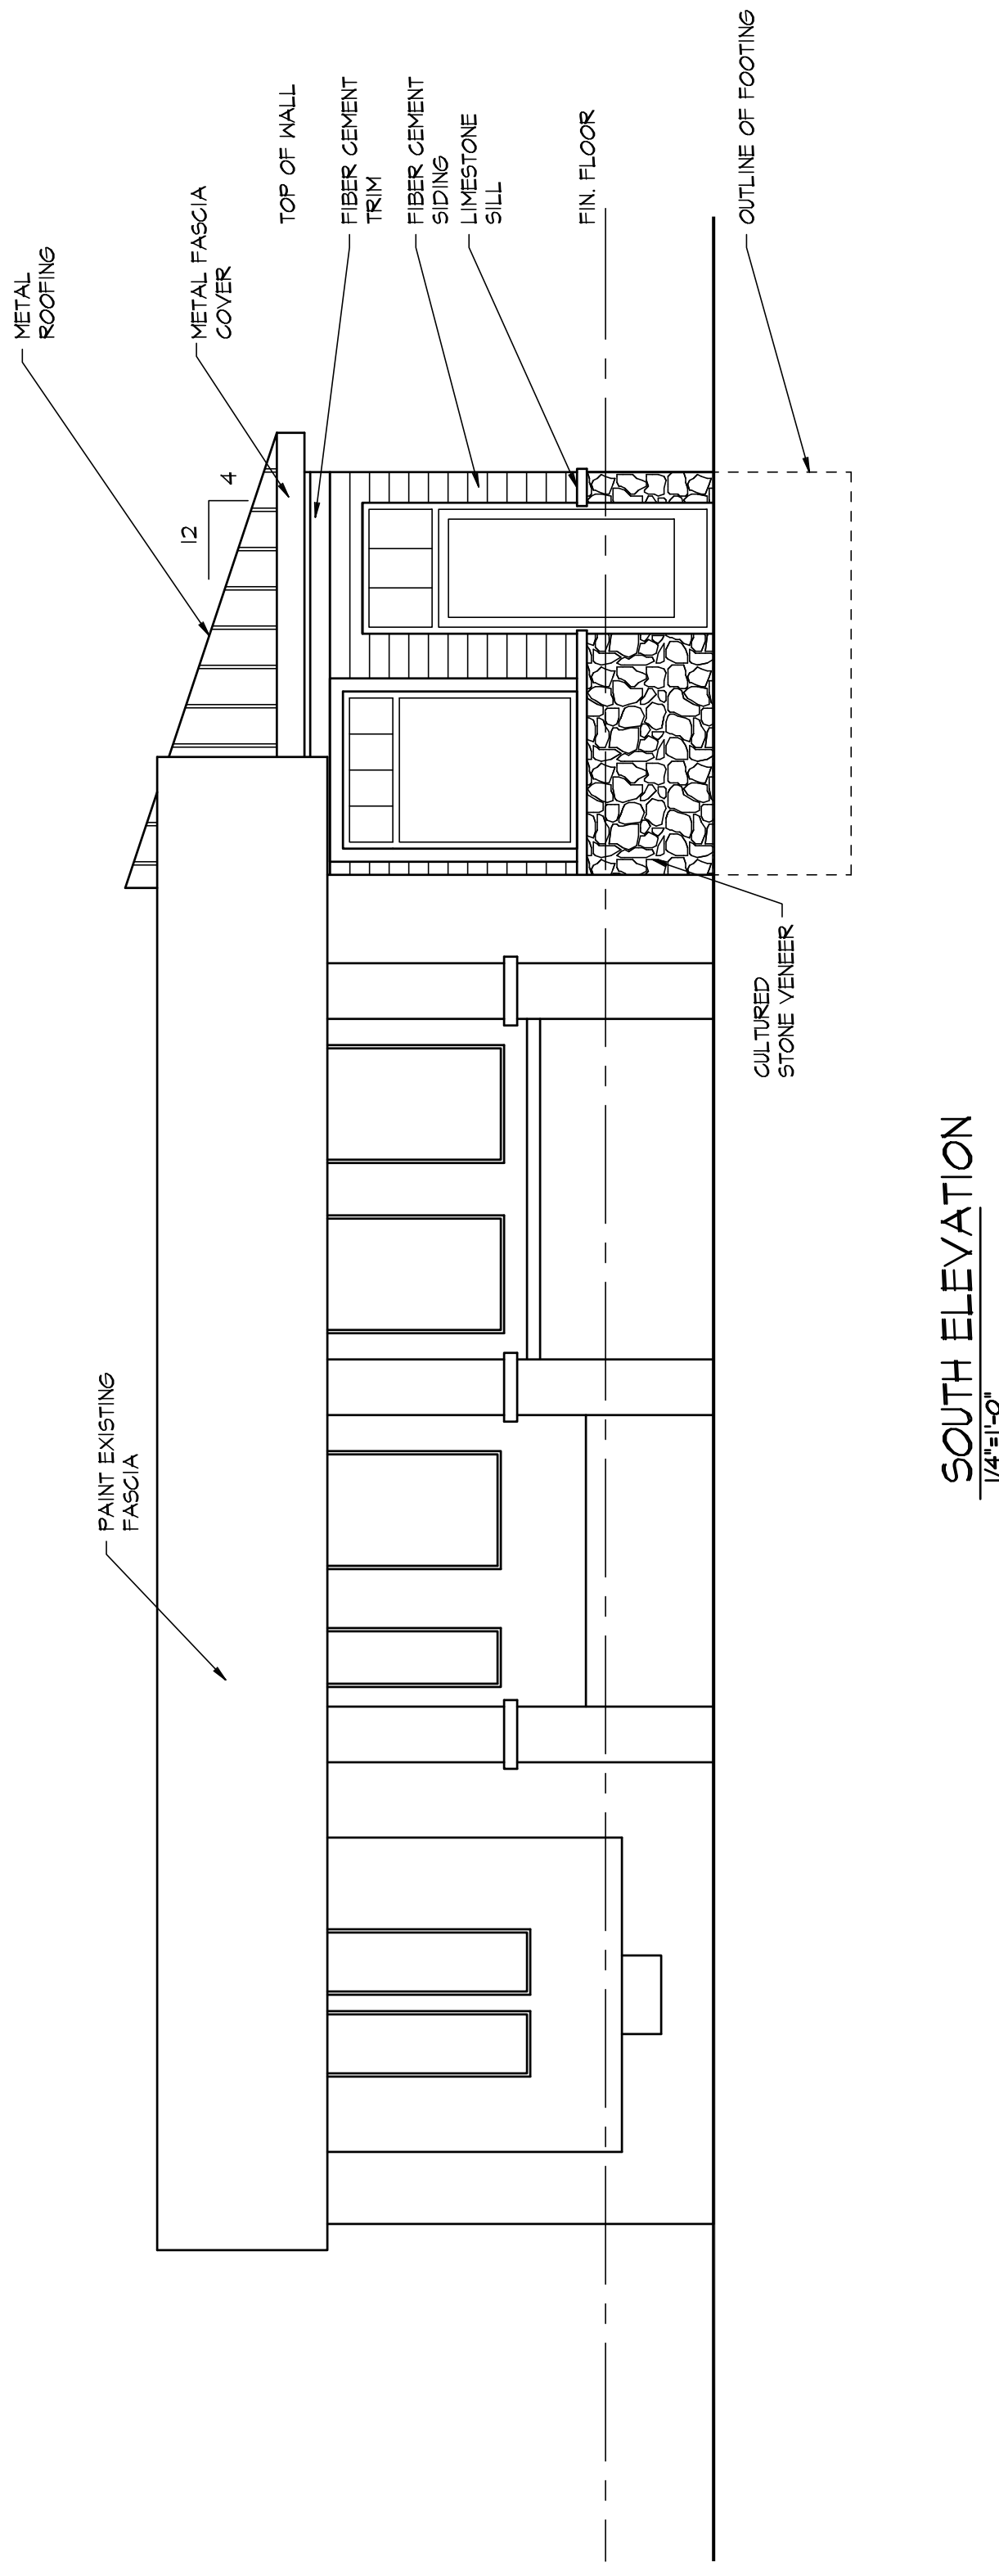 METAL
ROOFING
METAL FASCIA
COVER
12
4
TOP OF WALL
FIBER CEMENT
TRIM
FIBER CEMENT
SIDING
LIMESTONE
SILL
FIN. FLOOR
OUTLINE OF FOOTING
PAINT EXISTING
FASCIA
CULTURED
STONE VENEER
SOUTH ELEVATION
1/4"=1'-0"